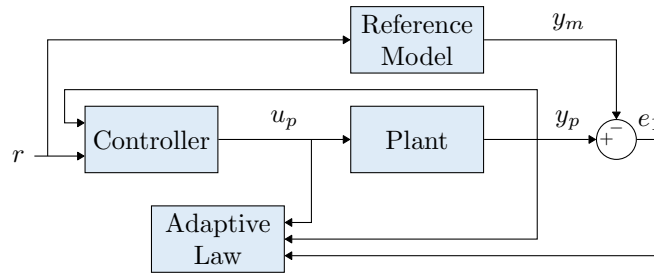 Reference
Model
y_m
Controller
u_p
Plant
y_p
−
+
e
r
Adaptive
Law